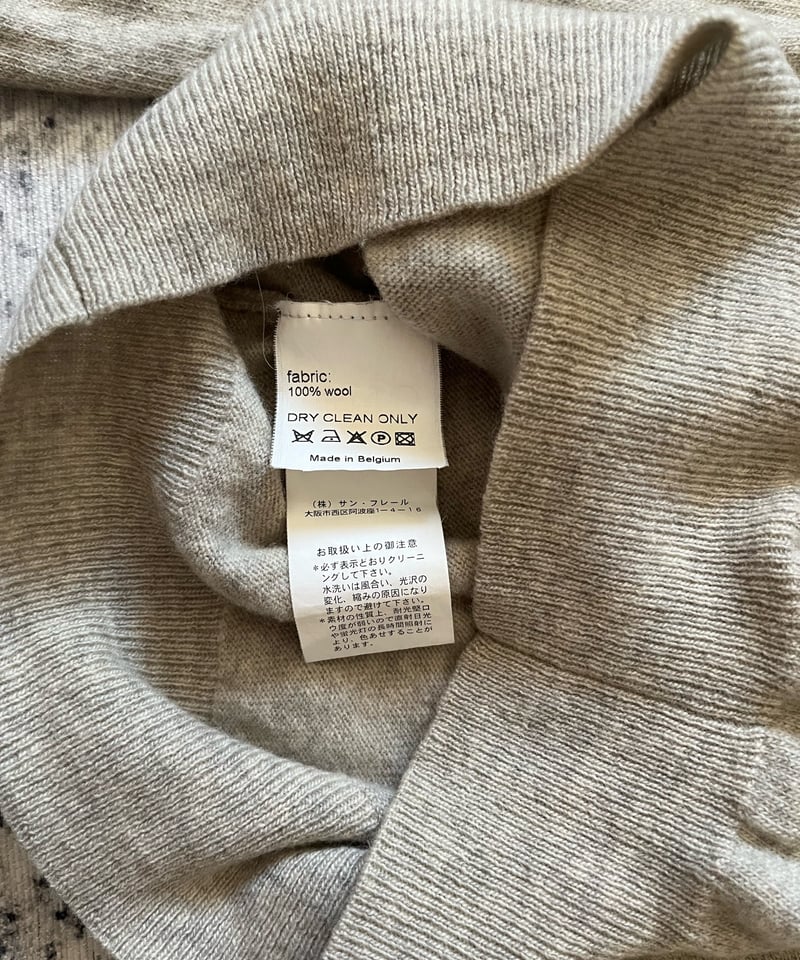 fabric:
100% wool
DRY CLEAN ONLY
P
Made in Belgium
（株）サン・フレール
大阪市西区阿波座1－4－16
お取扱い上の御注意
＊必ず表示とおりクリーニ
ングして下さい。
水洗いは風合い、光沢の
変化、縮みの原因になり
ますので避けて下さい。
＊素材の性質上、耐光堅ロ
ウ度が弱いので直射日光
や蛍光灯の長時間照射に
より、色あせすることが
あります。